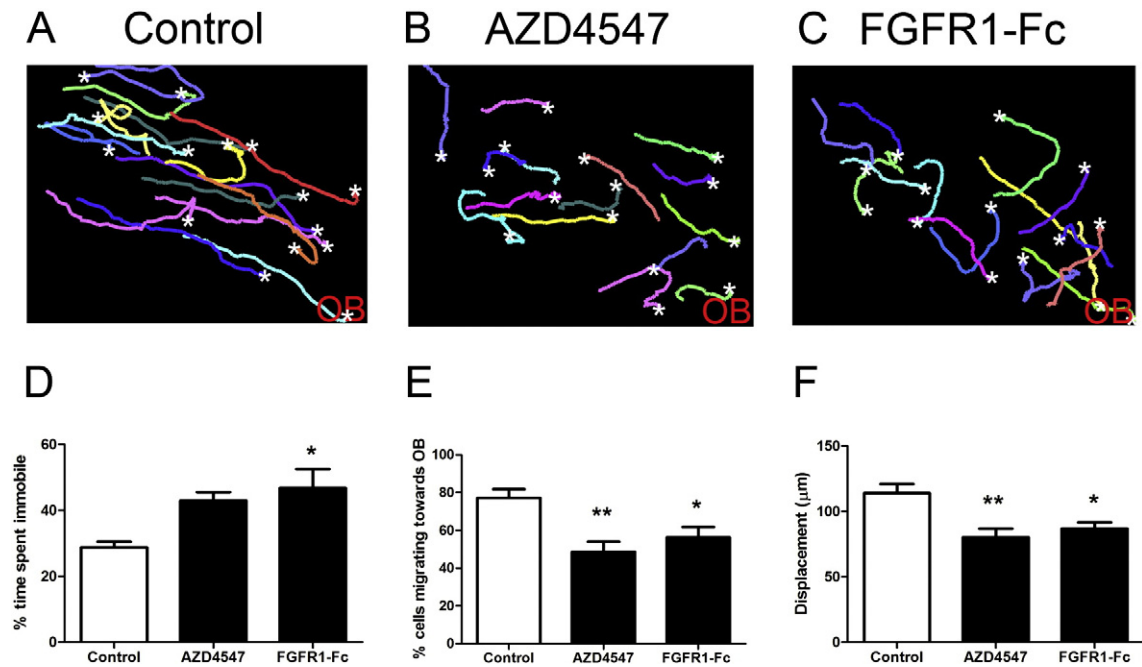 A Control
B AZD4547
C FGFR1-Fc
OB
OB
OB
D
E
F
% time spent immobile
60
40
20
0
*
Control AZD4547 FGFR1-Fc
% cells migrating towards OB
100
80
60
40
20
0
**
*
Control AZD4547 FGFR1-Fc
Displacement (μm)
150
100
50
0
**
*
Control AZD4547 FGFR1-Fc